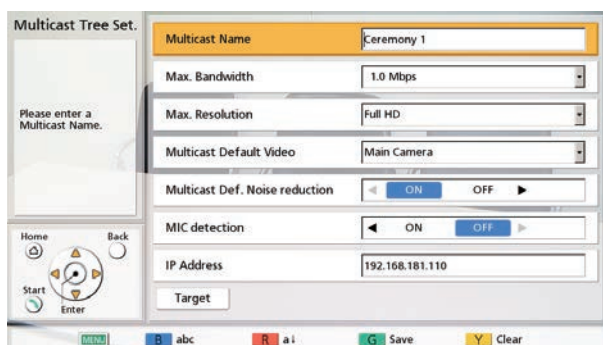 Multicast Tree Set.
Please enter a
Multicast Name.
Multicast Name Ceremony 1
Max. Bandwidth 1.0 Mbps
Max. Resolution Full HD
Multicast Default Video Main Camera
Multicast Def. Noise reduction ON OFF
MIC detection ON OFF
IP Address 192.168.181.110
Target
Home Back
Start
Enter
MENU B abc R a↓ G Save Y Clear